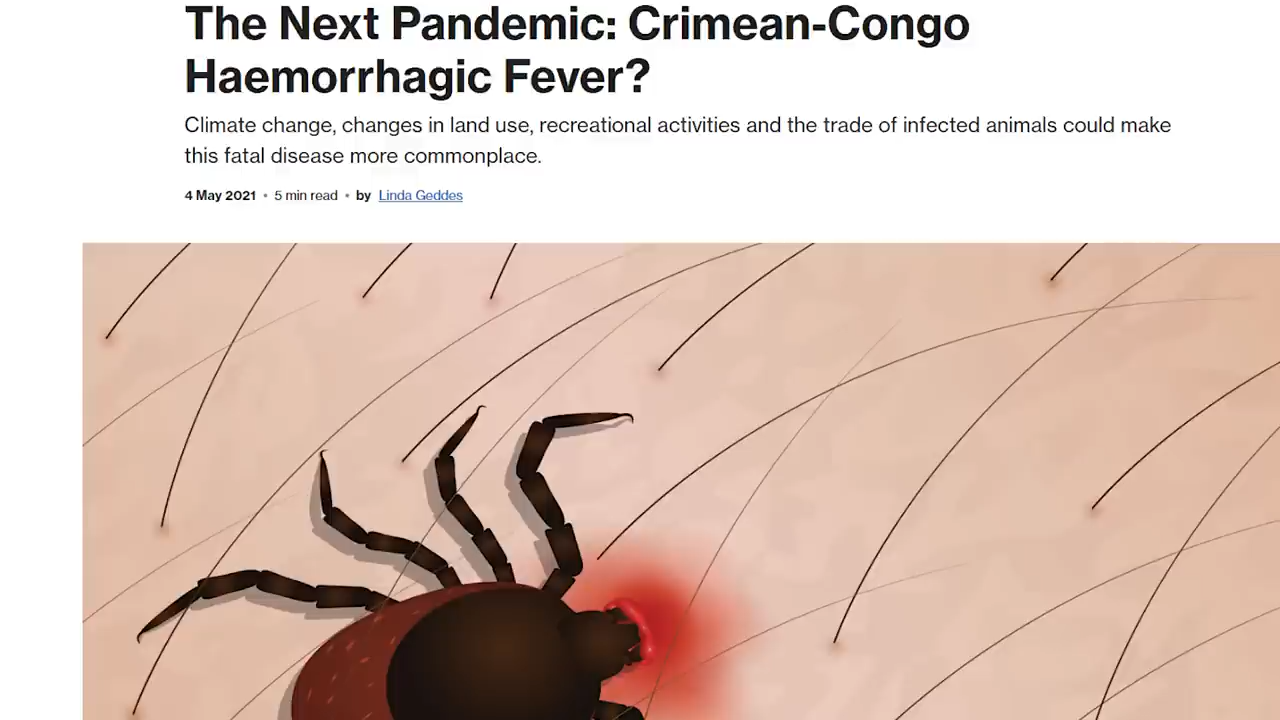 The Next Pandemic: Crimean-Congo
Haemorrhagic Fever?
Climate change, changes in land use, recreational activities and the trade of infected animals could make
this fatal disease more commonplace.
4 May 2021 • 5 min read • by Linda Geddes